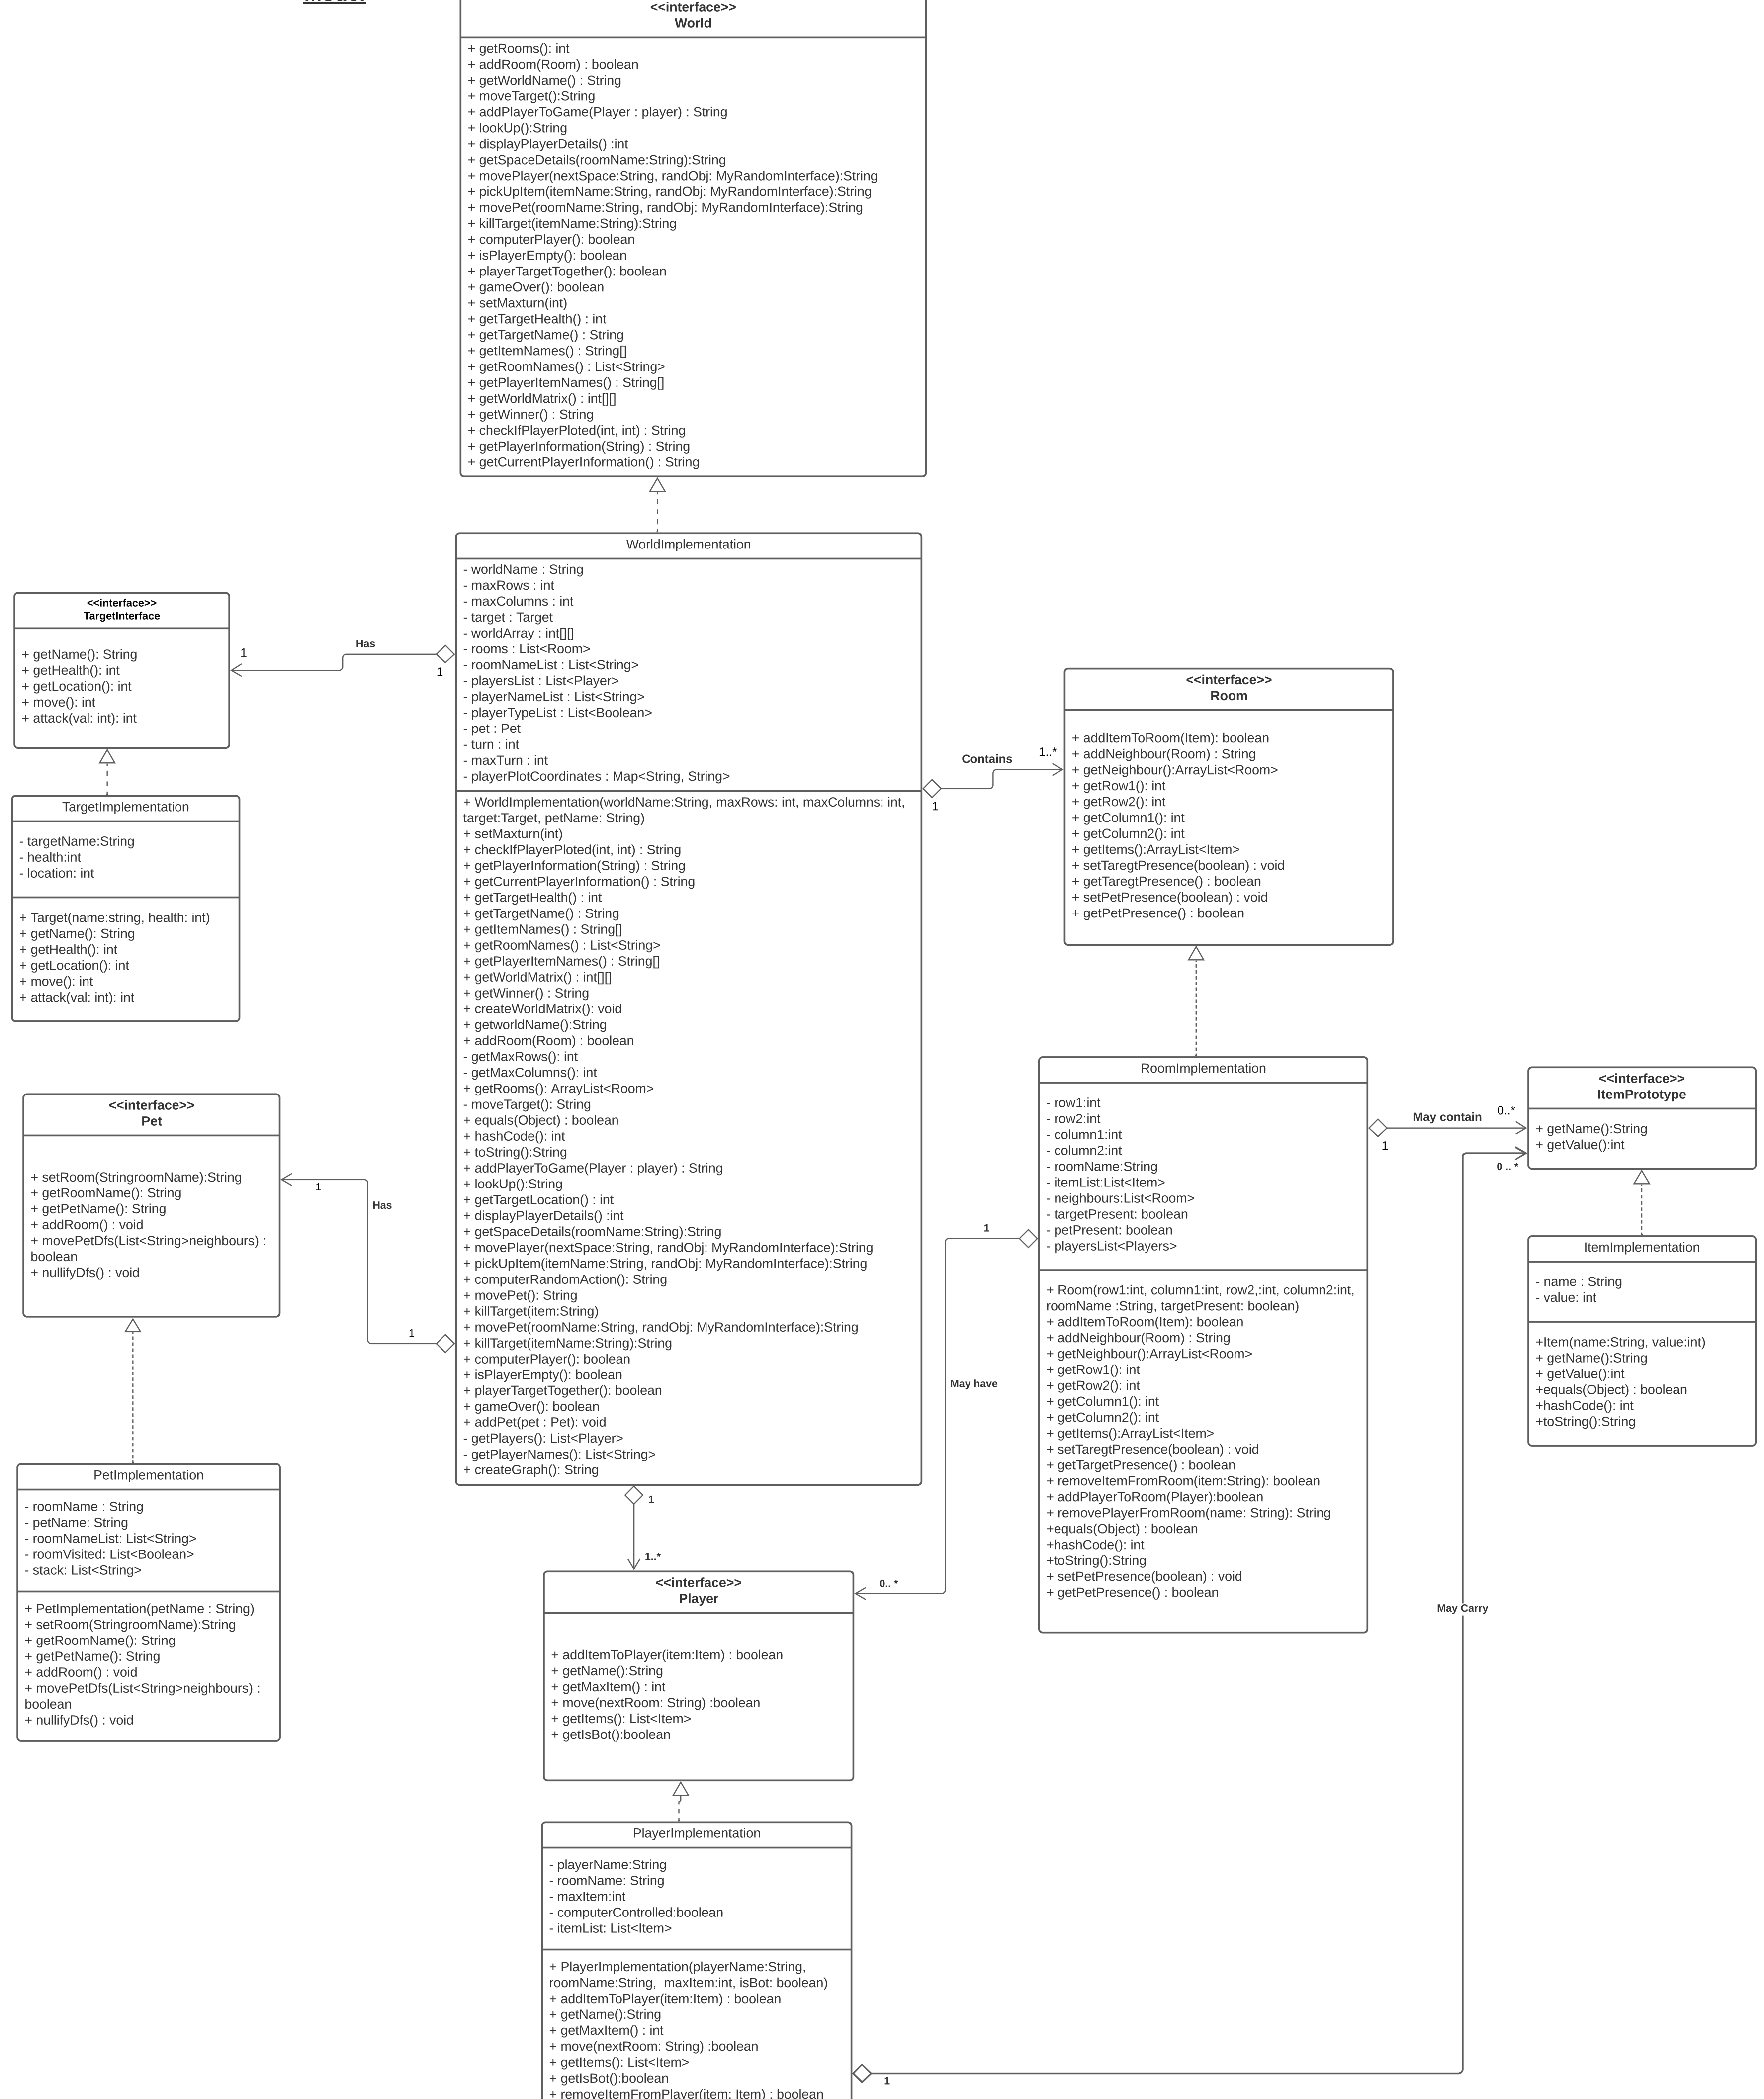 <<interface>>
World
+ getRooms(): int
+ addRoom(Room) : boolean
+ getWorldName() : String
+ moveTarget():String
+ addPlayerToGame(Player : player) : String
+ lookUp():String
+ displayPlayerDetails() :int
+ getSpaceDetails(roomName:String):String
+ movePlayer(nextSpace:String, randObj: MyRandomInterface):String
+ pickUpItem(itemName:String, randObj: MyRandomInterface):String
+ movePet(roomName:String, randObj: MyRandomInterface):String
+ killTarget(itemName:String):String
+ computerPlayer(): boolean
+ isPlayerEmpty(): boolean
+ playerTargetTogether(): boolean
+ gameOver(): boolean
+ setMaxturn(int)
+ getTargetHealth() : int
+ getTargetName() : String
+ getItemNames() : String[]
+ getRoomNames() : List<String>
+ getPlayerItemNames() : String[]
+ getWorldMatrix() : int[][]
+ getWinner() : String
+ checkIfPlayerPloted(int, int) : String
+ getPlayerInformation(String) : String
+ getCurrentPlayerInformation() : String
WorldImplementation
- worldName : String
- maxRows : int
- maxColumns : int
- target : Target
- worldArray : int[][]
- rooms : List<Room>
- roomNameList : List<String>
- playersList : List<Player>
- playerNameList : List<String>
- playerTypeList : List<Boolean>
- pet : Pet
- turn : int
- maxTurn : int
- playerPlotCoordinates : Map<String, String>
+ WorldImplementation(worldName:String, maxRows: int, maxColumns: int,
target:Target, petName: String)
+ setMaxturn(int)
+ checkIfPlayerPloted(int, int) : String
+ getPlayerInformation(String) : String
+ getCurrentPlayerInformation() : String
+ getTargetHealth() : int
+ getTargetName() : String
+ getItemNames() : String[]
+ getRoomNames() : List<String>
+ getPlayerItemNames() : String[]
+ getWorldMatrix() : int[][]
+ getWinner() : String
+ createWorldMatrix(): void
+ getworldName():String
+ addRoom(Room) : boolean
- getMaxRows(): int
- getMaxColumns(): int
+ getRooms(): ArrayList<Room>
- moveTarget(): String
+ equals(Object) : boolean
+ hashCode(): int
+ toString():String
+ addPlayerToGame(Player : player) : String
+ lookUp():String
+ getTargetLocation() : int
+ displayPlayerDetails() :int
+ getSpaceDetails(roomName:String):String
+ movePlayer(nextSpace:String, randObj: MyRandomInterface):String
+ pickUpItem(itemName:String, randObj: MyRandomInterface):String
+ computerRandomAction(): String
+ movePet(): String
+ killTarget(item:String)
+ movePet(roomName:String, randObj: MyRandomInterface):String
+ killTarget(itemName:String):String
+ computerPlayer(): boolean
+ isPlayerEmpty(): boolean
+ playerTargetTogether(): boolean
+ gameOver(): boolean
+ addPet(pet : Pet): void
- getPlayers(): List<Player>
- getPlayerNames(): List<String>
+ createGraph(): String
<<interface>>
TargetInterface
+ getName(): String
+ getHealth(): int
+ getLocation(): int
+ move(): int
+ attack(val: int): int
1
Has
1
TargetImplementation
- targetName:String
- health:int
- location: int
+ Target(name:string, health: int)
+ getName(): String
+ getHealth(): int
+ getLocation(): int
+ move(): int
+ attack(val: int): int
<<interface>>
Pet
+ setRoom(StringroomName):String
+ getRoomName(): String
+ getPetName(): String
+ addRoom() : void
+ movePetDfs(List<String>neighbours) :
boolean
+ nullifyDfs() : void
1
Has
1
PetImplementation
- roomName : String
- petName: String
- roomNameList: List<String>
- roomVisited: List<Boolean>
- stack: List<String>
+ PetImplementation(petName : String)
+ setRoom(StringroomName):String
+ getRoomName(): String
+ getPetName(): String
+ addRoom() : void
+ movePetDfs(List<String>neighbours) :
boolean
+ nullifyDfs() : void
Contains
1..*
1
<<interface>>
Room
+ addItemToRoom(Item): boolean
+ addNeighbour(Room) : String
+ getNeighbour():ArrayList<Room>
+ getRow1(): int
+ getRow2(): int
+ getColumn1(): int
+ getColumn2(): int
+ getItems():ArrayList<Item>
+ setTaregtPresence(boolean) : void
+ getTaregtPresence() : boolean
+ setPetPresence(boolean) : void
+ getPetPresence() : boolean
RoomImplementation
- row1:int
- row2:int
- column1:int
- column2:int
- roomName:String
- itemList:List<Item>
- neighbours:List<Room>
- targetPresent: boolean
- petPresent: boolean
- playersList<Players>
+ Room(row1:int, column1:int, row2,:int, column2:int,
roomName :String, targetPresent: boolean)
+ addItemToRoom(Item): boolean
+ addNeighbour(Room) : String
+ getNeighbour():ArrayList<Room>
+ getRow1(): int
+ getRow2(): int
+ getColumn1(): int
+ getColumn2(): int
+ getItems():ArrayList<Item>
+ setTaregtPresence(boolean) : void
+ getTargetPresence() : boolean
+ removeItemFromRoom(item:String): boolean
+ addPlayerToRoom(Player):boolean
+ removePlayerFromRoom(name: String): String
+equals(Object) : boolean
+hashCode(): int
+toString():String
+ setPetPresence(boolean) : void
+ getPetPresence() : boolean
May contain
0..*
1
0 .. *
<<interface>>
ItemPrototype
+ getName():String
+ getValue():int
ItemImplementation
- name : String
- value: int
+Item(name:String, value:int)
+ getName():String
+ getValue():int
+equals(Object) : boolean
+hashCode(): int
+toString():String
1
May have
0.. *
1
1..*
<<interface>>
Player
+ addItemToPlayer(item:Item) : boolean
+ getName():String
+ getMaxItem() : int
+ move(nextRoom: String) :boolean
+ getItems(): List<Item>
+ getIsBot():boolean
May Carry
PlayerImplementation
- playerName:String
- roomName: String
- maxItem:int
- computerControlled:boolean
- itemList: List<Item>
+ PlayerImplementation(playerName:String,
roomName:String,  maxItem:int, isBot: boolean)
+ addItemToPlayer(item:Item) : boolean
+ getName():String
+ getMaxItem() : int
+ move(nextRoom: String) :boolean
+ getItems(): List<Item>
+ getIsBot():boolean
+ removeItemFromPlayer(item: Item) : boolean
1